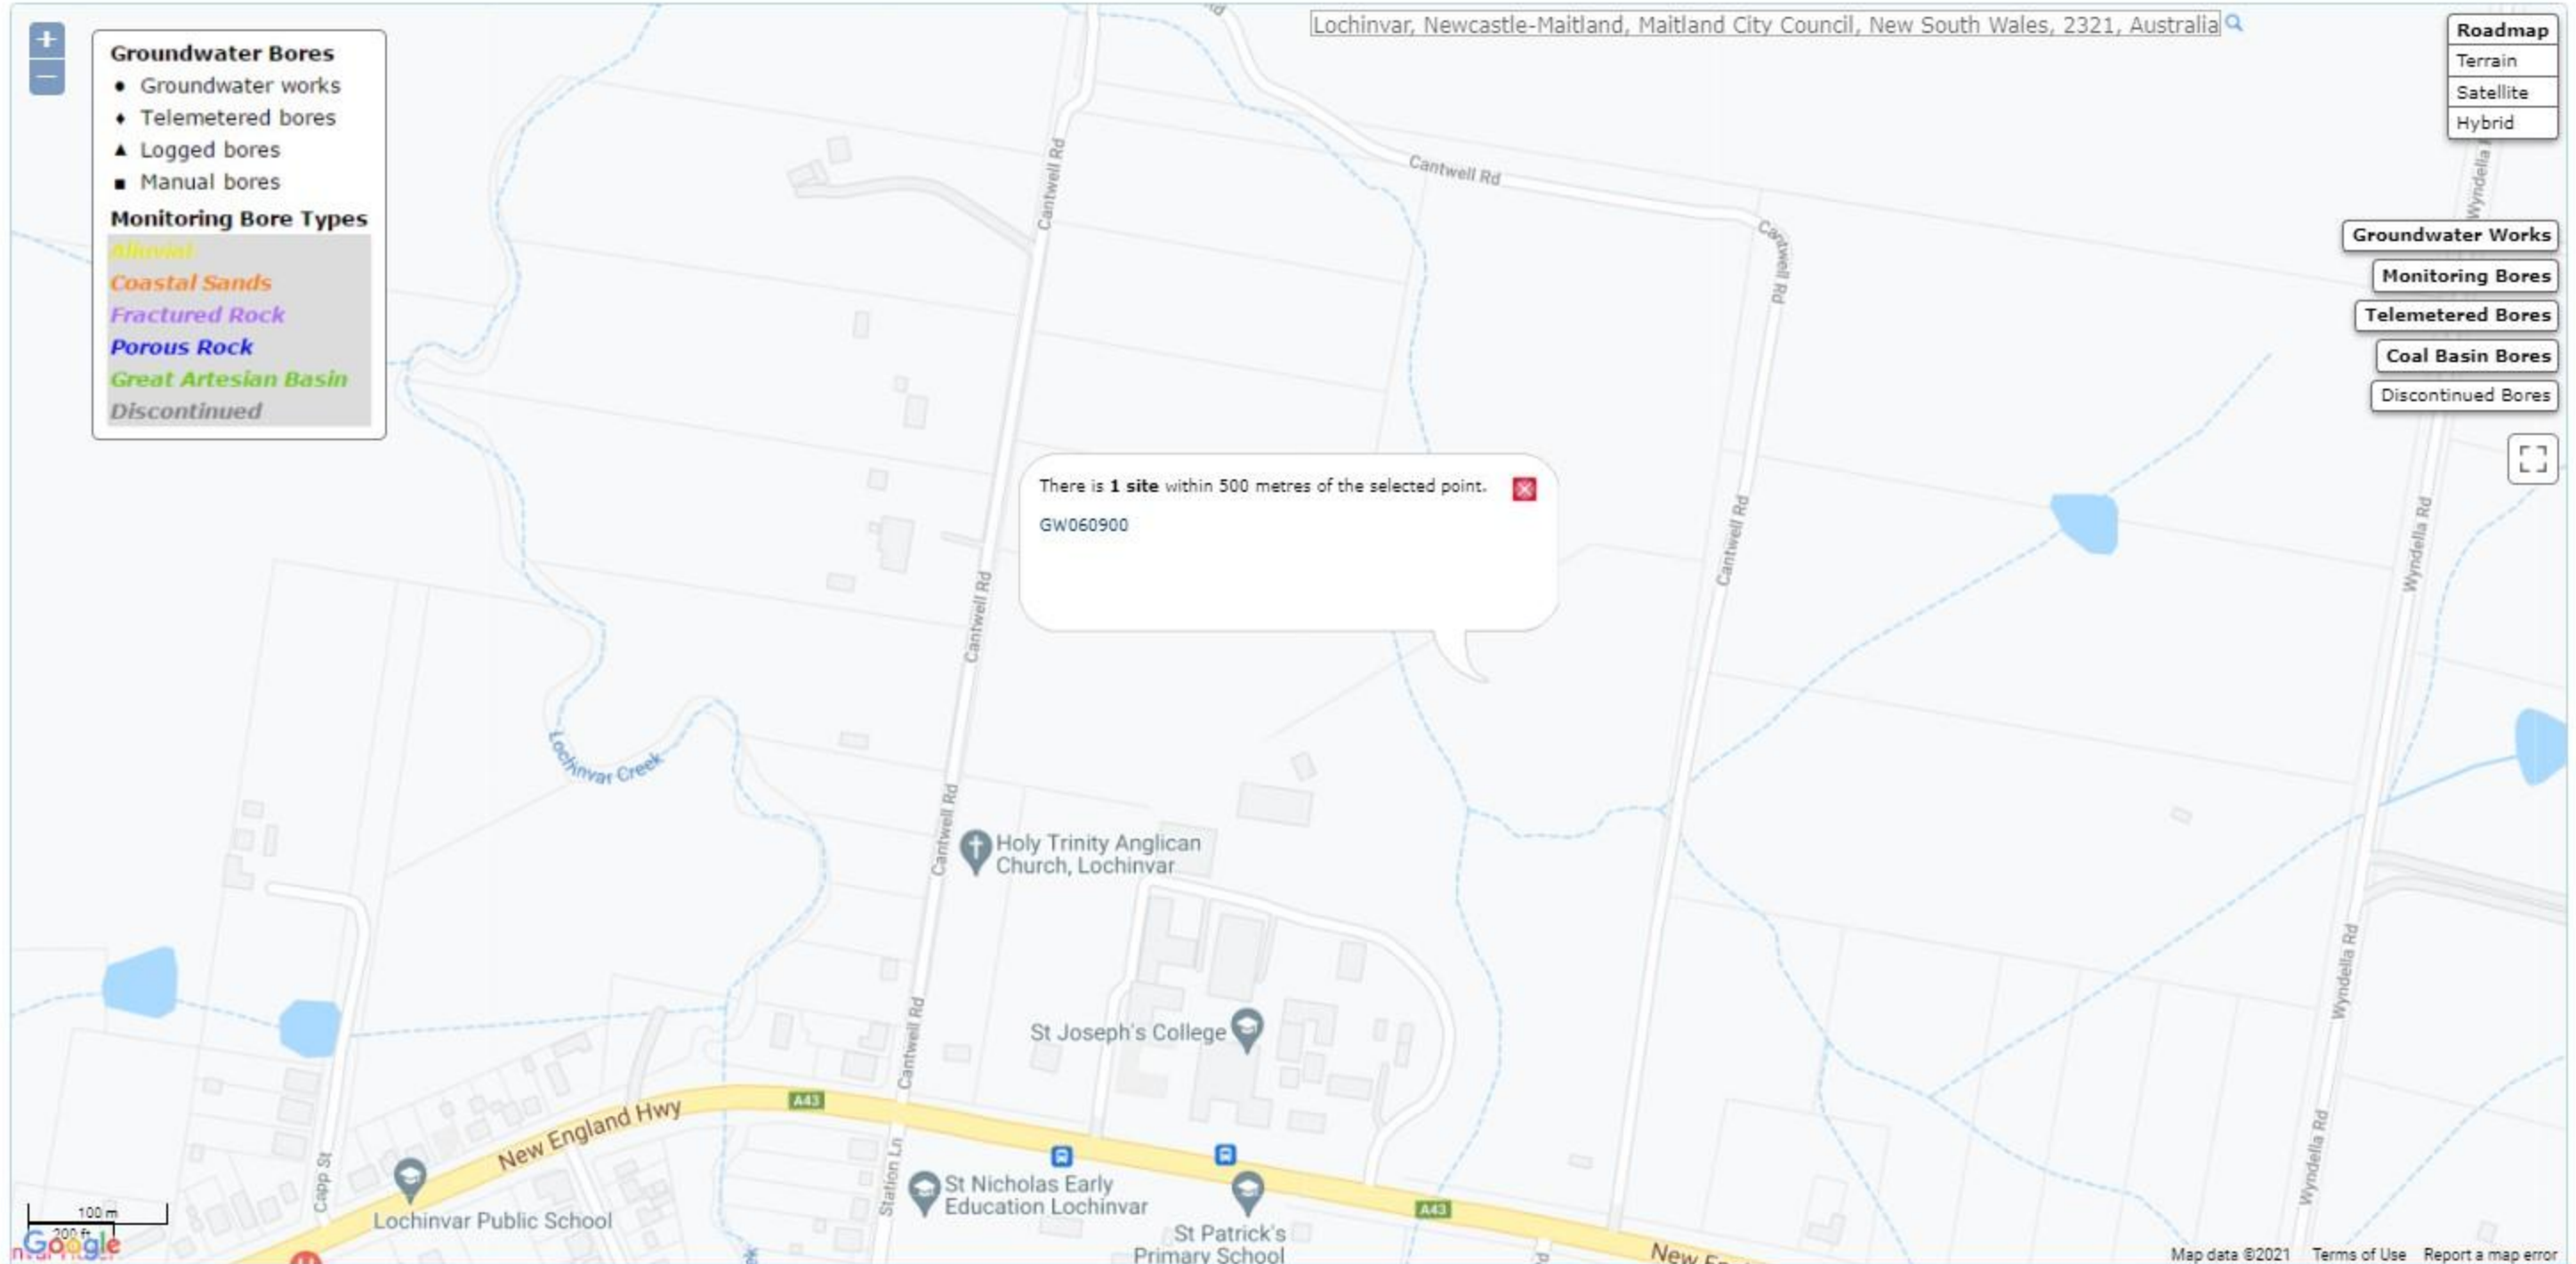 Lochinvar, Newcastle-Maitland, Maitland City Council, New South Wales, 2321, Australia
+
−
Groundwater Bores
Groundwater works
Telemetered bores
Logged bores
Manual bores
Monitoring Bore Types
Alluvial
Coastal Sands
Fractured Rock
Porous Rock
Great Artesian Basin
Discontinued
Roadmap
Terrain
Satellite
Hybrid
Groundwater Works
Monitoring Bores
Telemetered Bores
Coal Basin Bores
Discontinued Bores
Cantwell Rd
Cantwell Rd
Cantwell Rd
Wyndella
There is 1 site within 500 metres of the selected point.
GW060900
Cantwell Rd
Cantwell Rd
Wyndella Rd
Lochinvar Creek
Cantwell Rd
Holy Trinity Anglican
Church, Lochinvar
Cantwell Rd
Wyndella Rd
St Joseph's College
A43
New England Hwy
Capp St
Station Ln
Wyndella Rd
Lochinvar Public School
St Nicholas Early
Education Lochinvar
St Patrick's
Primary School
A43
New En
100 m
200 ft
Google
Map data ©2021
Terms of Use
Report a map error